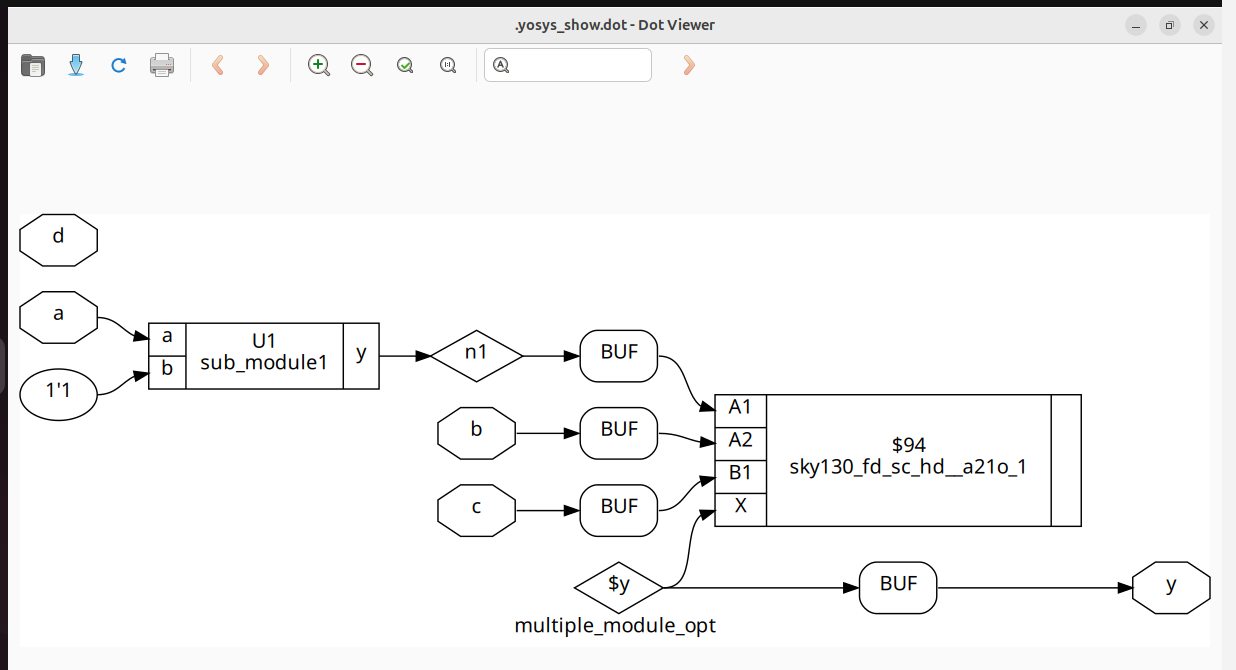 .yosys_show.dot - Dot Viewer
d
a
1'1
a
b
U1
sub_module1
y
n1
BUF
b
BUF
c
BUF
A1
A2
B1
X
$94
sky130_fd_sc_hd__a21o_1
$y
BUF
y
multiple_module_opt